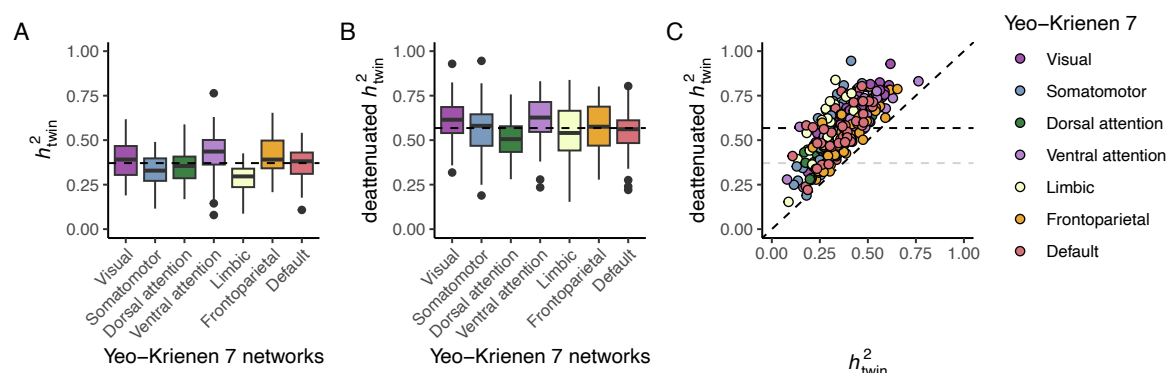 A
h²twin
1.00
0.75
0.50
0.25
0.00
Visual
Somatomotor
Dorsal attention
Ventral attention
Limbic
Frontoparietal
Default
Yeo−Krienen 7 networks
B
deattenuated h²twin
1.00
0.75
0.50
0.25
0.00
Visual
Somatomotor
Dorsal attention
Ventral attention
Limbic
Frontoparietal
Default
Yeo−Krienen 7 networks
C
deattenuated h²twin
1.00
0.75
0.50
0.25
0.00
0.00 0.25 0.50 0.75 1.00
h²twin
Yeo−Krienen 7
Visual
Somatomotor
Dorsal attention
Ventral attention
Limbic
Frontoparietal
Default